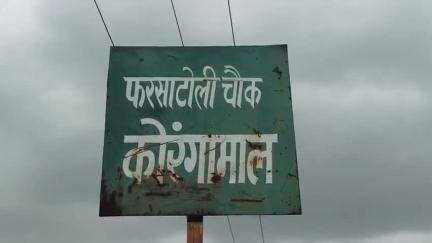 फरसाटोली चौक
कोरंगामाल